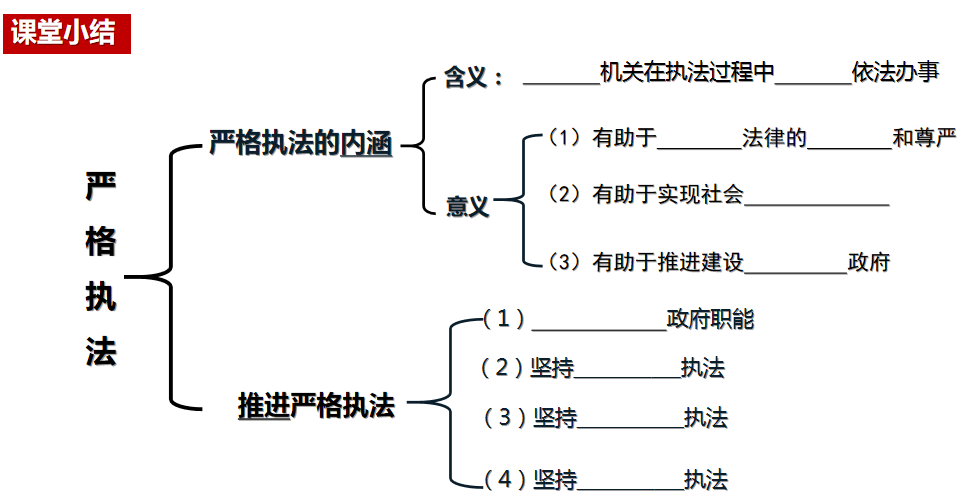 课堂小结
严格执法
严格执法的内涵
含义：_______机关在执法过程中_______依法办事
意义
（1）有助于________法律的________和尊严
（2）有助于实现社会______________
（3）有助于推进建设__________政府
推进严格执法
（1）_____________政府职能
（2）坚持__________执法
（3）坚持__________执法
（4）坚持__________执法